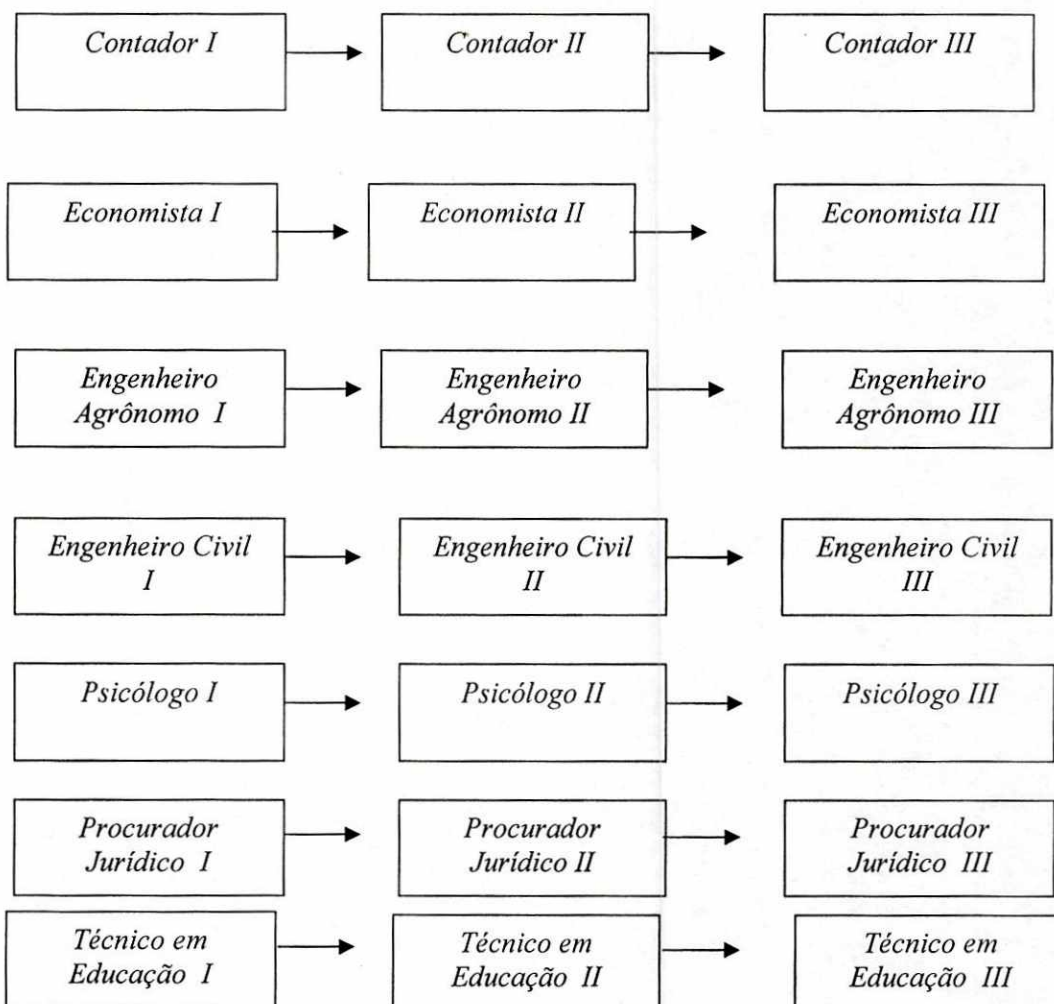 Contador I
Contador II
Contador III
Economista I
Economista II
Economista III
Engenheiro
Agrônomo I
Engenheiro
Agrônomo II
Engenheiro
Agrônomo III
Engenheiro Civil
I
Engenheiro Civil
II
Engenheiro Civil
III
Psicólogo I
Psicólogo II
Psicólogo III
Procurador
Jurídico I
Procurador
Jurídico II
Procurador
Jurídico III
Técnico em
Educação I
Técnico em
Educação II
Técnico em
Educação III